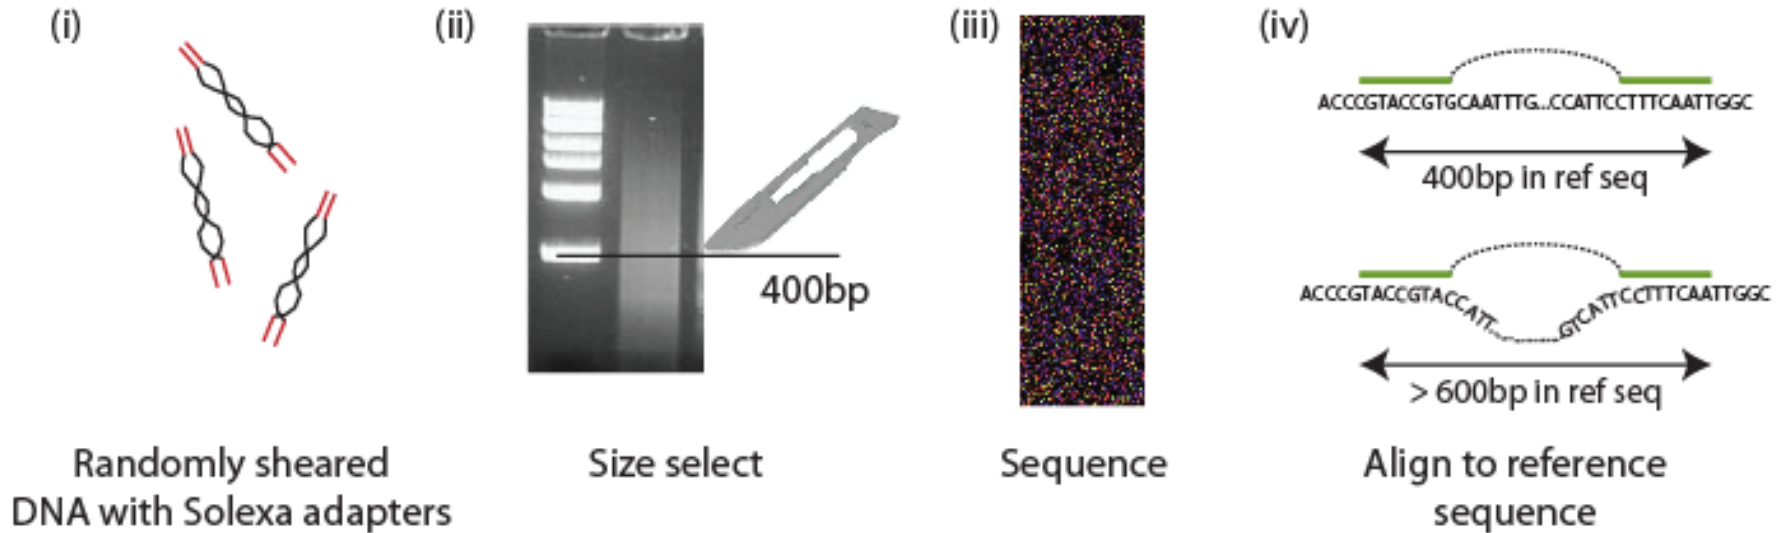 (i)
(ii)
(iii)
(iv)
400bp
ACCCGTACCGTGCAATTTG...CCATTCCTTTCAATTGGC
400bp in ref seq
ACCCGTACCGTACCATT....... GTCATTCCTTTCAATTGGC
> 600bp in ref seq
Randomly sheared
DNA with Solexa adapters
Size select
Sequence
Align to reference
sequence